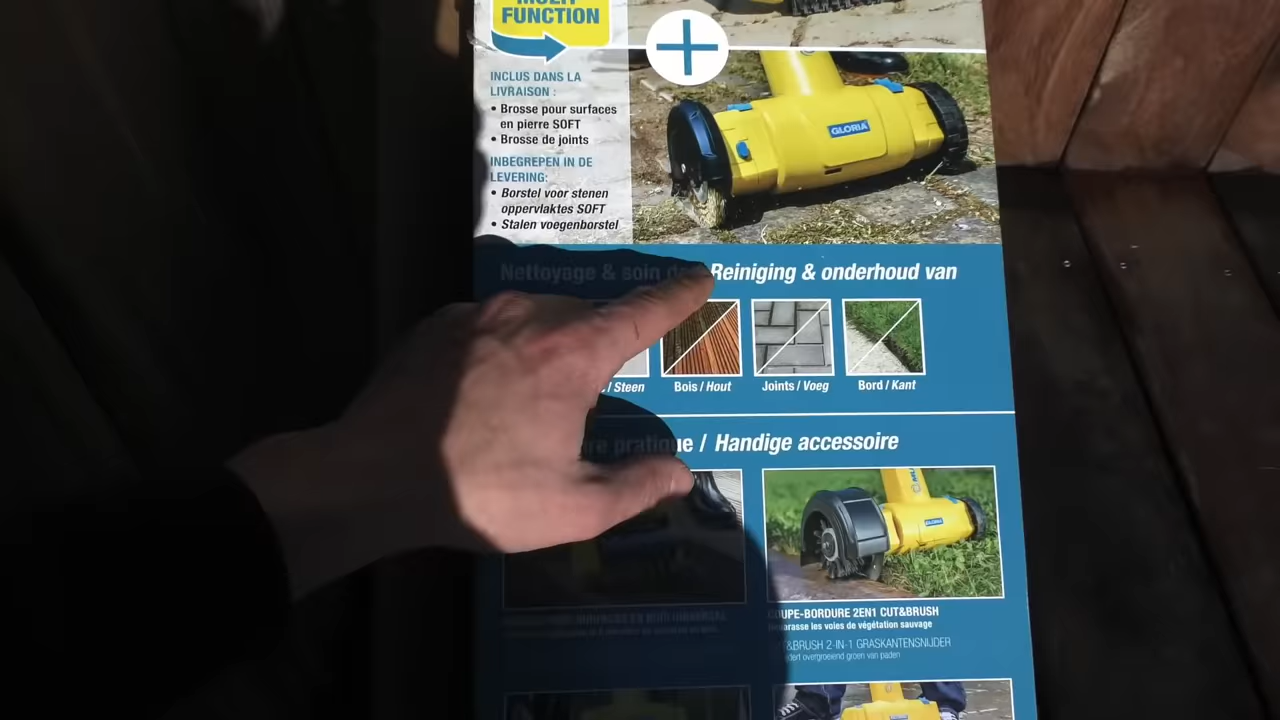 MULTI
FUNCTION
INCLUS DANS LA
LIVRAISON :
• Brosse pour surfaces
en pierre SOFT
• Brosse de joints
INBEGREPEN IN DE
LEVERING:
• Borstel voor stenen
oppervlaktes SOFT
• Stalen voegenborstel
GLORIA
Nettoyage & soin Reiniging & onderhoud van
/ Steen
Bois / Hout
Joints / Voeg
Bord / Kant
pratique / Handige accessoire
GLORIA
COUPE-BORDURE 2EN1 CUT&BRUSH
les voies de végétation sauvage
&BRUSH 2-IN-1 GRASKANTENSNIJDER
overgroeiend groen van paden